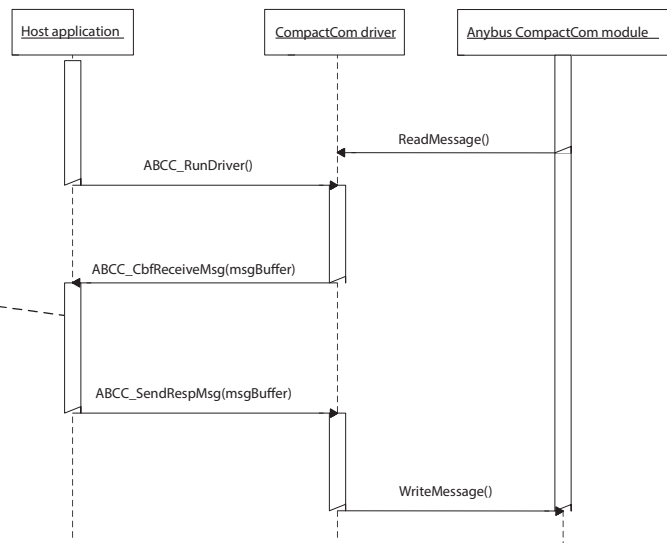 Host application
CompactCom driver
Anybus CompactCom module
ReadMessage()
ABCC_RunDriver()
ABCC_CbfReceiveMsg(msgBuffer)
ABCC_SendRespMsg(msgBuffer)
WriteMessage()